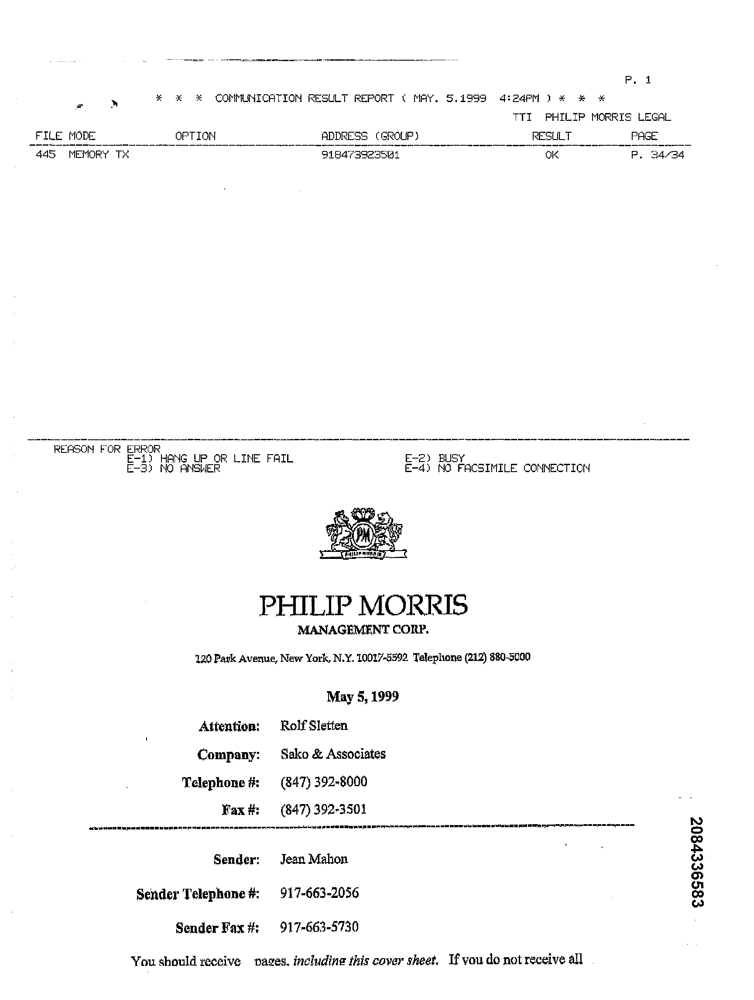 P. 1
* * * COMMUNICATION RESULT REPORT ( MAY. 5.1999 4:24PM ) * * *
TTI PHILIP MORRIS LEGAL
FILE MODE OPTION ADDRESS (GROUP) RESULT PAGE
445 MEMORY TX 918473923501 OK P. 34/34
REASON FOR ERROR
E-1) HANG UP OR LINE FAIL E-2) BUSY
E-3) NO ANSWER E-4) NO FACSIMILE CONNECTION
PM
PHILIP MORRIS
PHILIP MORRIS
MANAGEMENT CORP.
120 Park Avenue, New York, N.Y. 10017-5592 Telephone (212) 880-5000
May 5, 1999
Attention: Rolf Sletten
Company: Sako & Associates
Telephone #: (847) 392-8000
Fax #: (847) 392-3501
Sender: Jean Mahon
Sender Telephone #: 917-663-2056
Sender Fax #: 917-663-5730
You should receive pages, including this cover sheet. If you do not receive all
2084336583